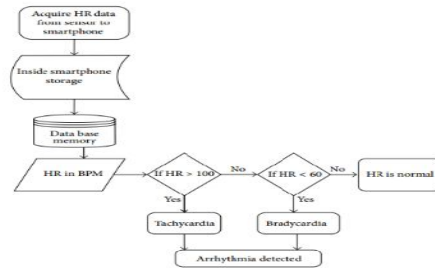 Acquire HR data
from sensor to
smartphone
Inside smartphone
storage
Data base
memory
HR in BPM
If HR > 100
No
If HR < 60
No
HR is normal
Yes
Yes
Tachycardia
Bradycardia
Arrhythmia detected